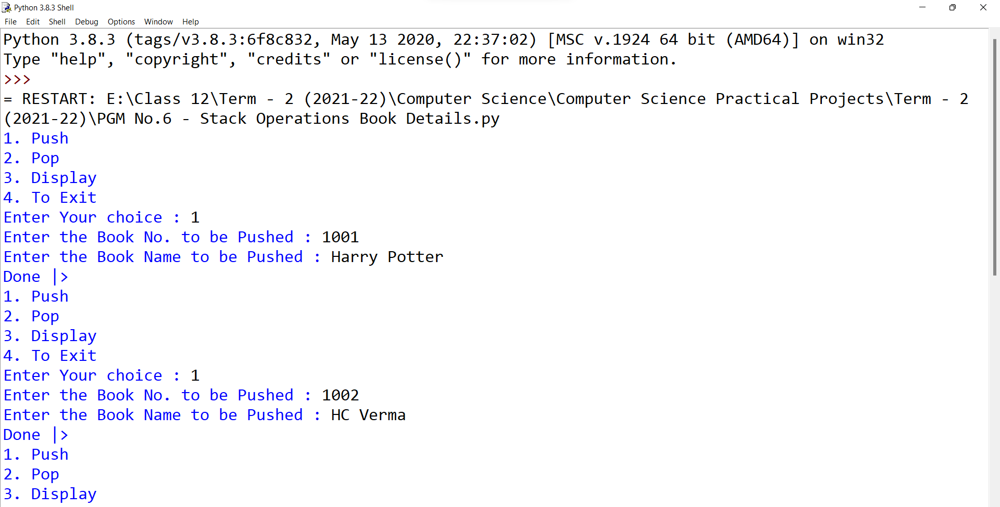 Python 3.8.3 Shell
File Edit Shell Debug Options Window Help
Python 3.8.3 (tags/v3.8.3:6f8c832, May 13 2020, 22:37:02) [MSC v.1924 64 bit (AMD64)] on win32
Type "help", "copyright", "credits" or "license()" for more information.
>>>
= RESTART: E:\Class 12\Term - 2 (2021-22)\Computer Science\Computer Science Practical Projects\Term - 2
(2021-22)\PGM No.6 - Stack Operations Book Details.py
1. Push
2. Pop
3. Display
4. To Exit
Enter Your choice : 1
Enter the Book No. to be Pushed : 1001
Enter the Book Name to be Pushed : Harry Potter
Done |>
1. Push
2. Pop
3. Display
4. To Exit
Enter Your choice : 1
Enter the Book No. to be Pushed : 1002
Enter the Book Name to be Pushed : HC Verma
Done |>
1. Push
2. Pop
3. Display